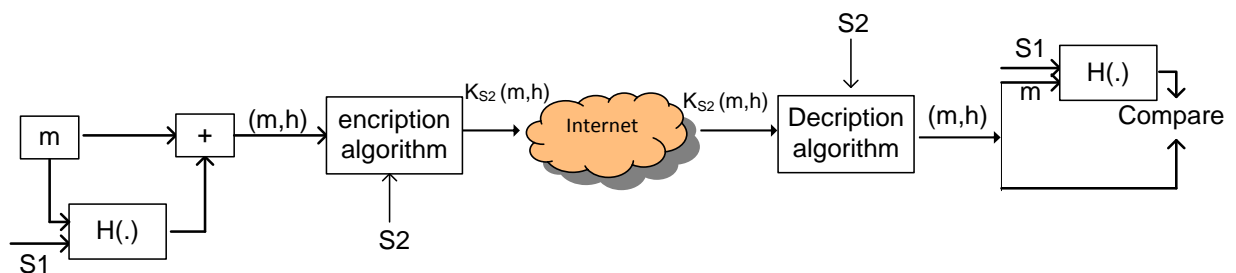 m
S1
H(.)
+
(m,h)
encription
algorithm
S2
K_S2 (m,h)
Internet
K_S2 (m,h)
S2
Decription
algorithm
(m,h)
S1
m
H(.)
Compare